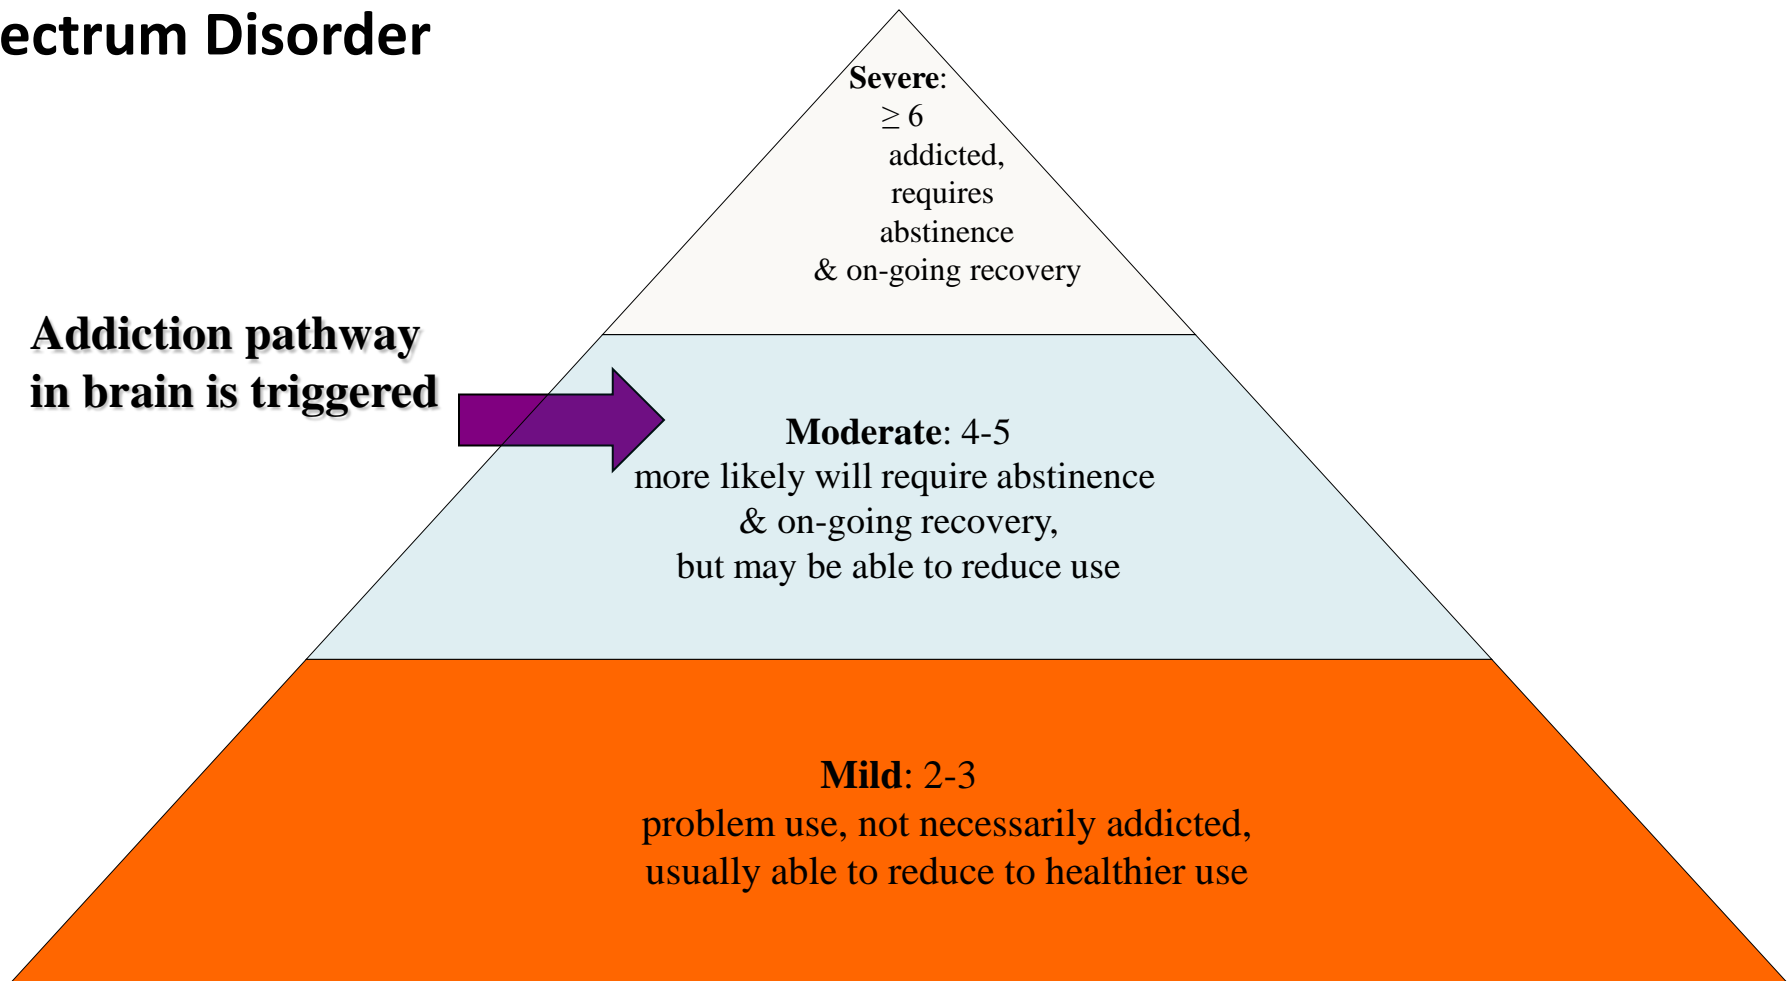 ectrum Disorder
Severe:
≥ 6
addicted,
requires
abstinence
& on-going recovery
Addiction pathway
in brain is triggered
Moderate: 4-5
more likely will require abstinence
& on-going recovery,
but may be able to reduce use
Mild: 2-3
problem use, not necessarily addicted,
usually able to reduce to healthier use